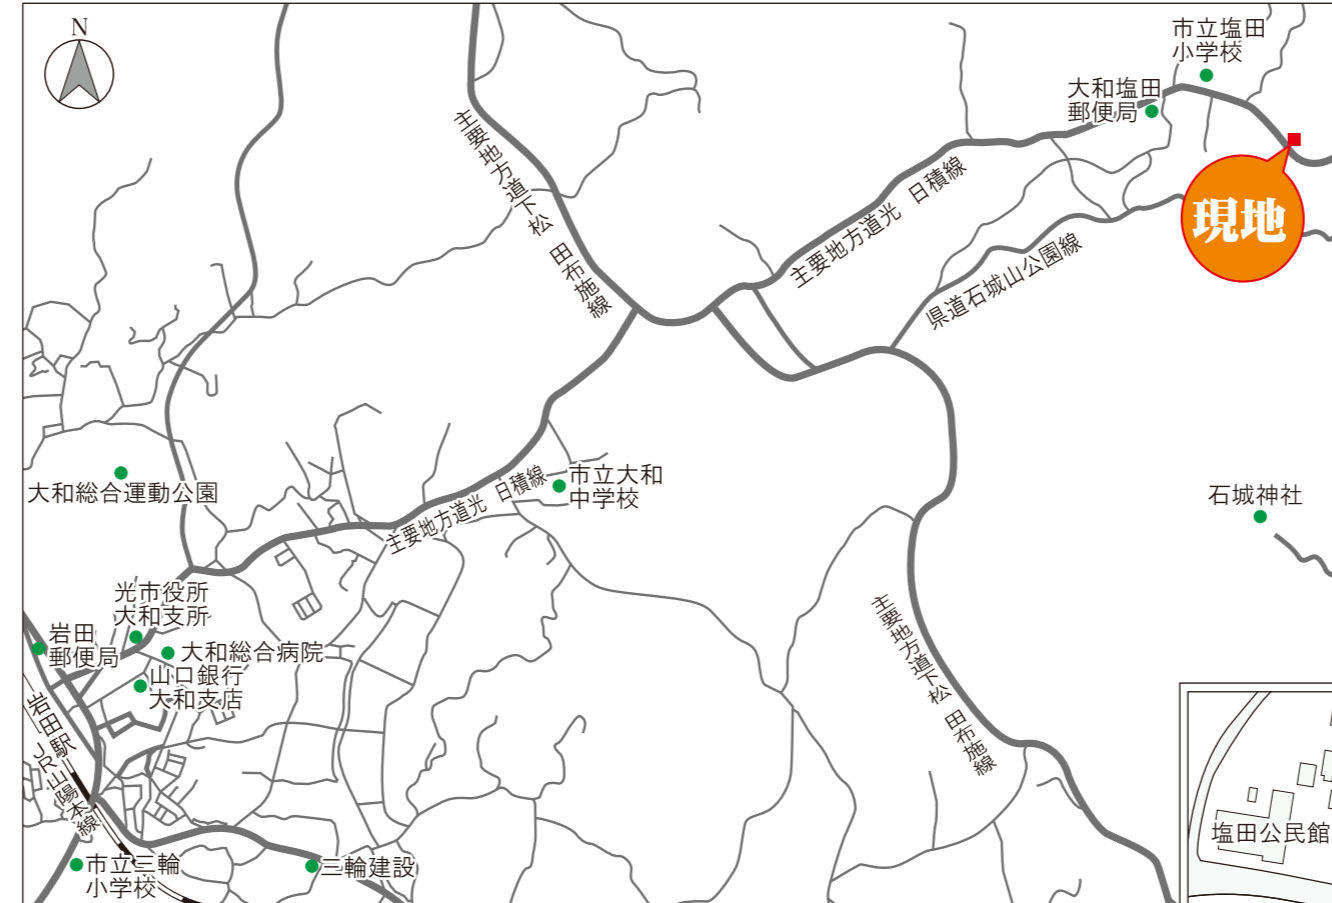 N
市立塩田
小学校
大和塩田
郵便局
現地
主要地方道下松 田布施線
主要地方道光 日積線
県道石城山公園線
大和総合運動公園
主要地方道光 日積線
市立大和
中学校
石城神社
光市役所
大和支所
岩田
郵便局
大和総合病院
山口銀行
大和支店
主要地方道下松 田布施線
岩田駅
JR山陽本線
塩田公民館
市立三輪
小学校
三輪建設